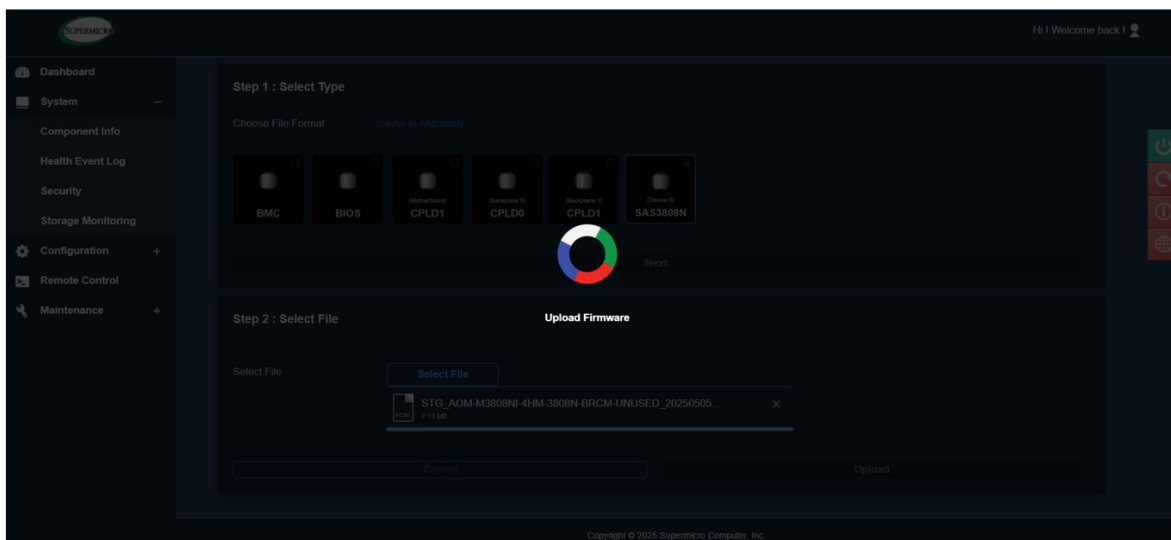 SUPERMICR
Hi ! Welcome back !
Dashboard
System
Component Info
Health Event Log
Security
Storage Monitoring
Configuration
Remote Control
Maintenance
Step 1 : Select Type
Choose File Format
(Device 0) SAS3808N
BMC
BIOS
(Motherboard)
CPLD1
(Backplane 0)
CPLD0
(Backplane 1)
CPLD1
(Device 0)
SAS3808N
Next
Upload Firmware
Step 2 : Select File
Select File
Select File
STG_AOM-M3808NI-4HM-3808N-BRCM-UNUSED_20250505...
ROM
7.13 MB
Cancel
Upload
Copyright © 2025 Supermicro Computer, Inc.